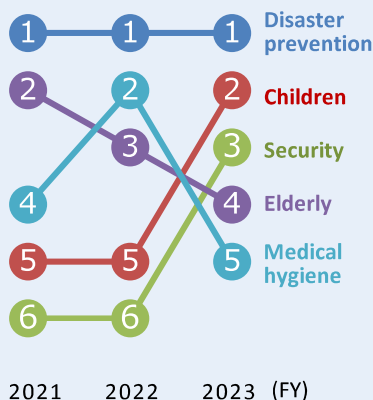 1 1 1 Disaster
prevention
2 2 2 Children
3 3 Security
4 4 Elderly
5 5 5 Medical
hygiene
6 6
2021 2022 2023 (FY)